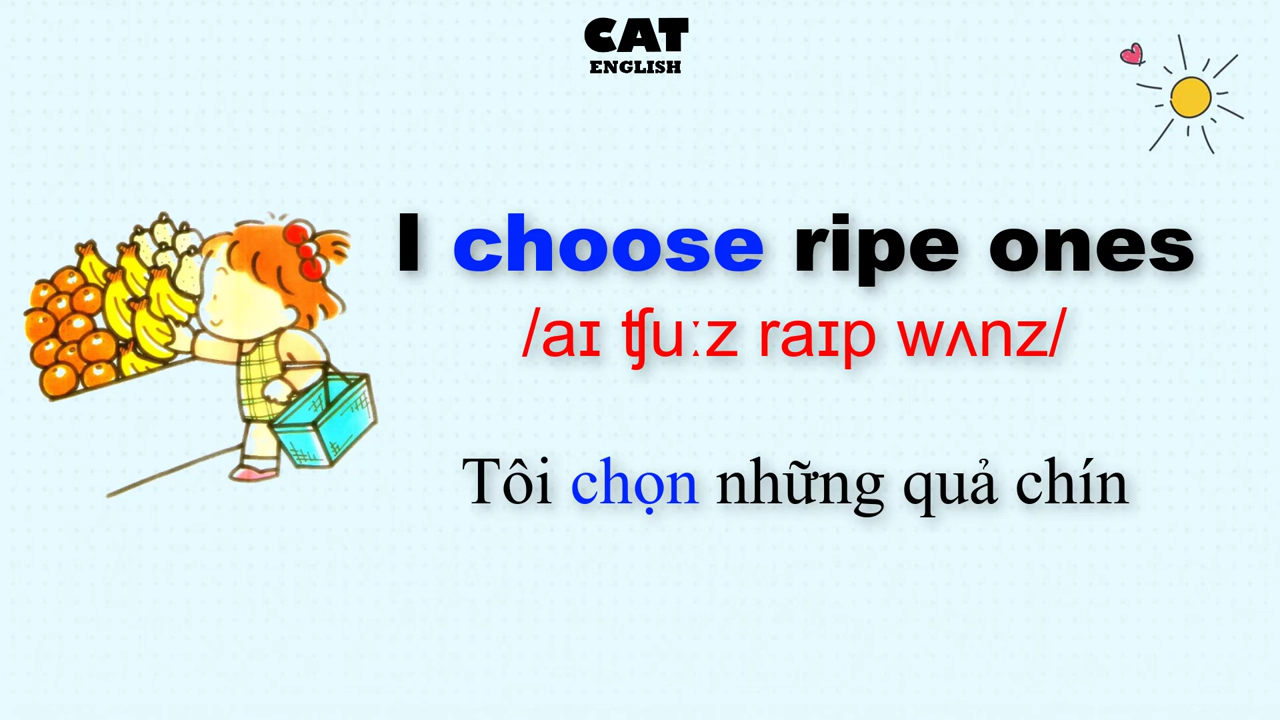 CAT
ENGLISH
I choose ripe ones
/aɪ ʧuːz raɪp wʌnz/
Tôi chọn những quả chín